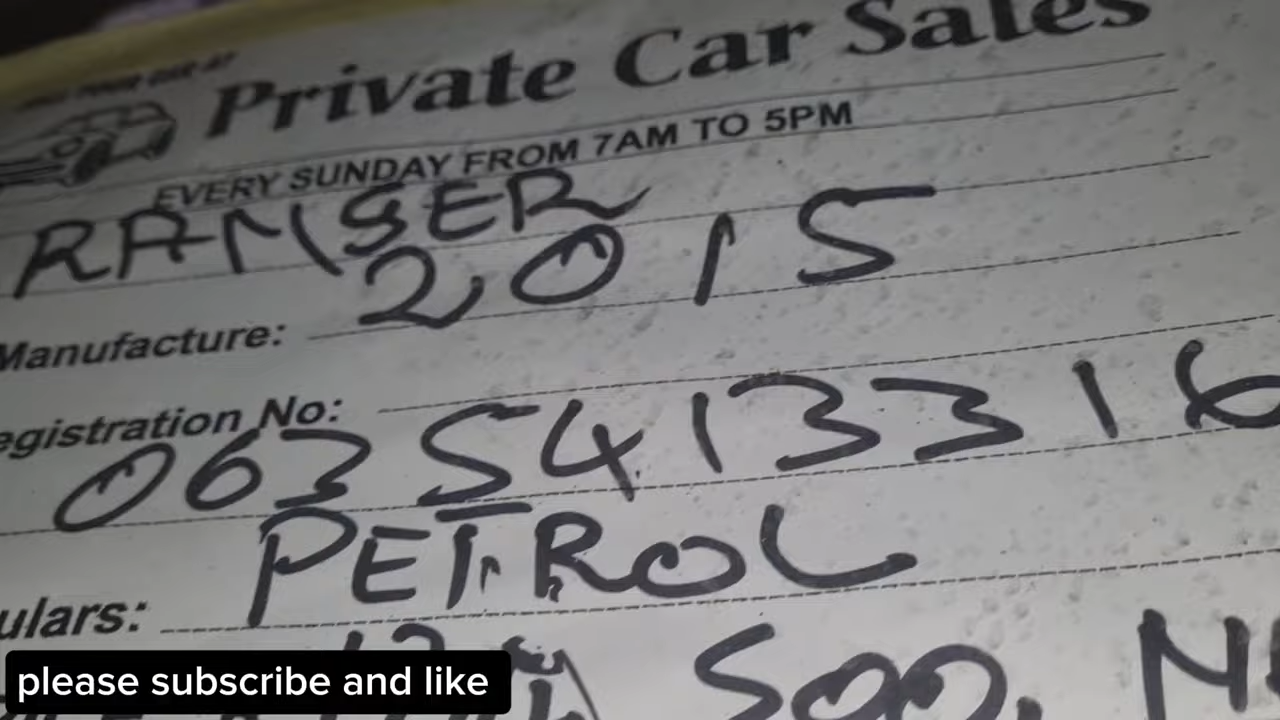 Private Car Sales
EVERY SUNDAY FROM 7AM TO 5PM
RANGER
2015
Manufacture:
egistration No:
0635413316
PETROL
ulars:
500. N
please subscribe and like